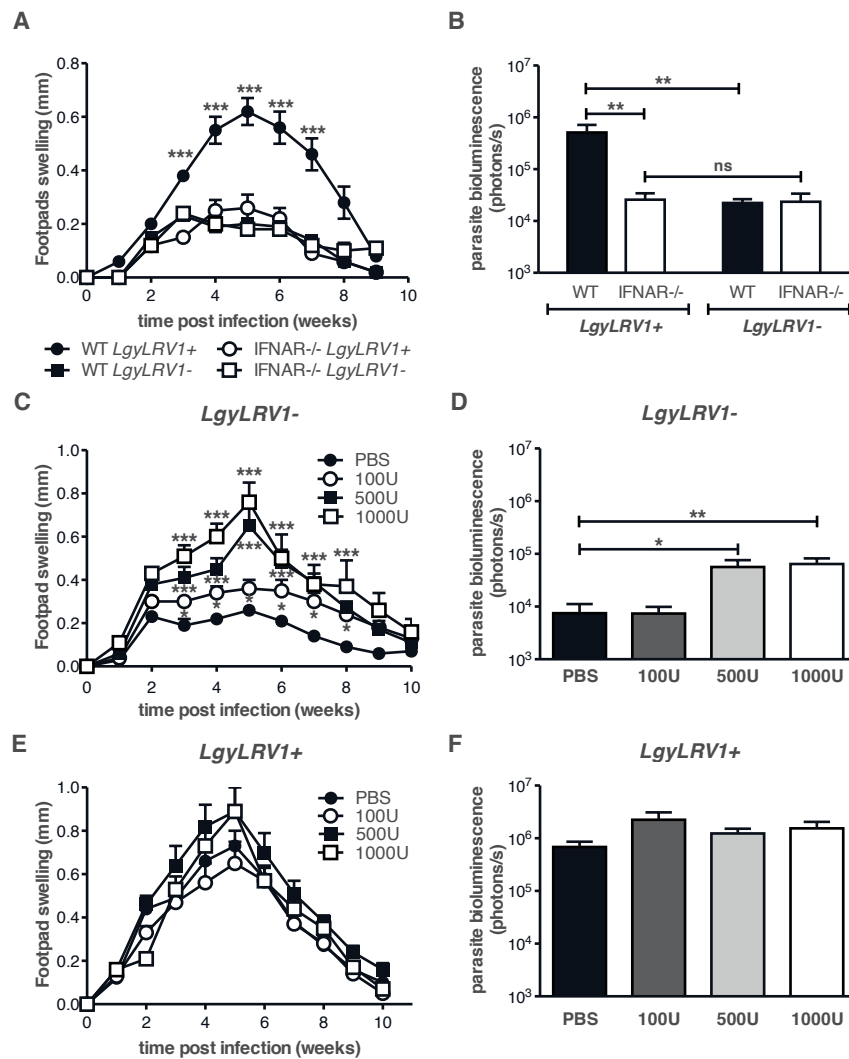 A
B
Footpads swelling (mm)
0.8
0.6
0.4
0.2
0.0
***
***
***
***
***
0 2 4 6 8 10
time post infection (weeks)
WT LgyLRV1+
IFNAR-/- LgyLRV1+
WT LgyLRV1-
IFNAR-/- LgyLRV1-
parasite bioluminescence
(photons/s)
10⁷
10⁶
10⁵
10⁴
10³
**
**
ns
WT IFNAR-/- WT IFNAR-/-
LgyLRV1+ LgyLRV1-
C
LgyLRV1-
Footpad swelling (mm)
1.0
0.8
0.6
0.4
0.2
0.0
PBS
100U
500U
1000U
***
*** *** *** *** ***
*** *** *** ***
* * * * * *
0 2 4 6 8 10
time post infection (weeks)
D
LgyLRV1-
parasite bioluminescence
(photons/s)
10⁷
10⁶
10⁵
10⁴
10³
**
*
PBS 100U 500U 1000U
E
LgyLRV1+
Footpad swelling (mm)
1.0
0.8
0.6
0.4
0.2
0.0
PBS
100U
500U
1000U
0 2 4 6 8 10
time post infection (weeks)
F
LgyLRV1+
parasite bioluminescence
(photons/s)
10⁷
10⁶
10⁵
10⁴
10³
PBS 100U 500U 1000U